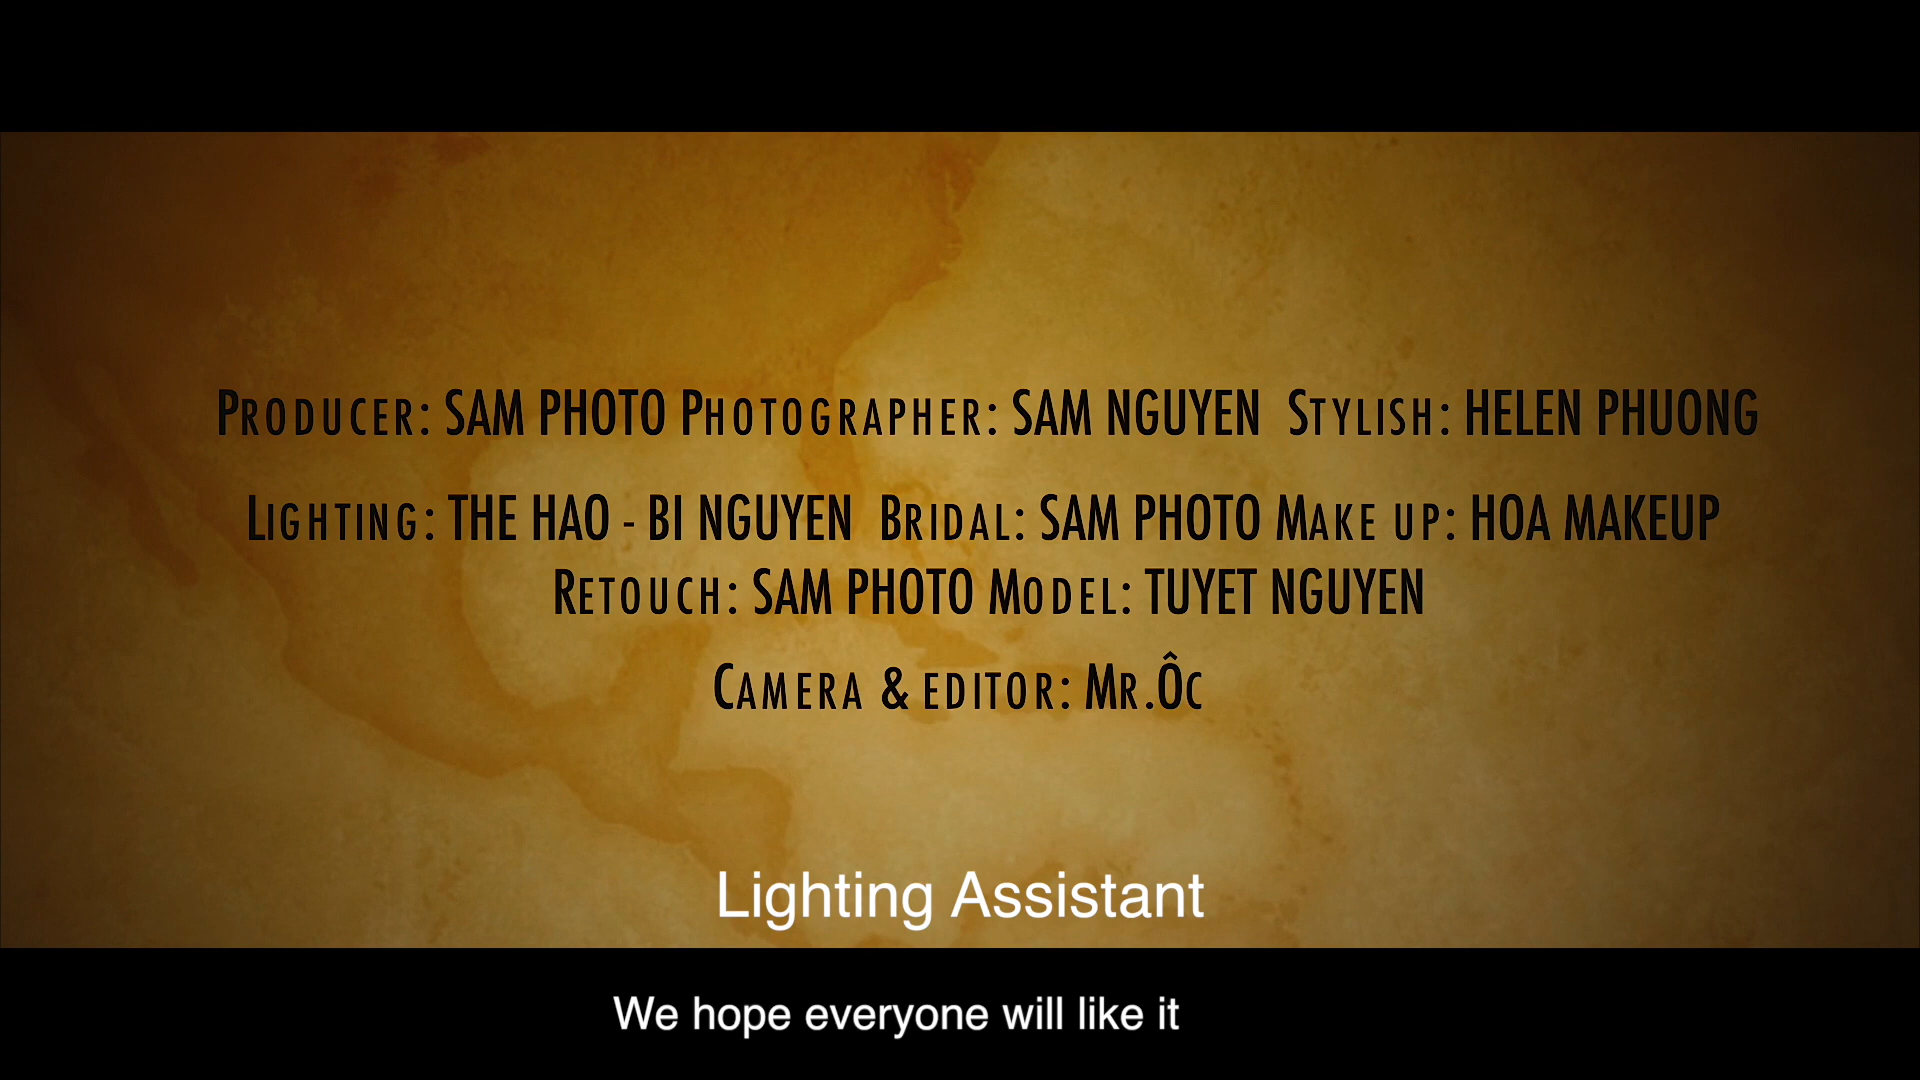 PRODUCER: SAM PHOTO PHOTOGRAPHER: SAM NGUYEN STYLISH: HELEN PHUONG
LIGHTING: THE HAO - BI NGUYEN BRIDAL: SAM PHOTO MAKE UP: HOA MAKEUP
RETOUCH: SAM PHOTO MODEL: TUYET NGUYEN
CAMERA & EDITOR: MR.ÔC
Lighting Assistant
We hope everyone will like it